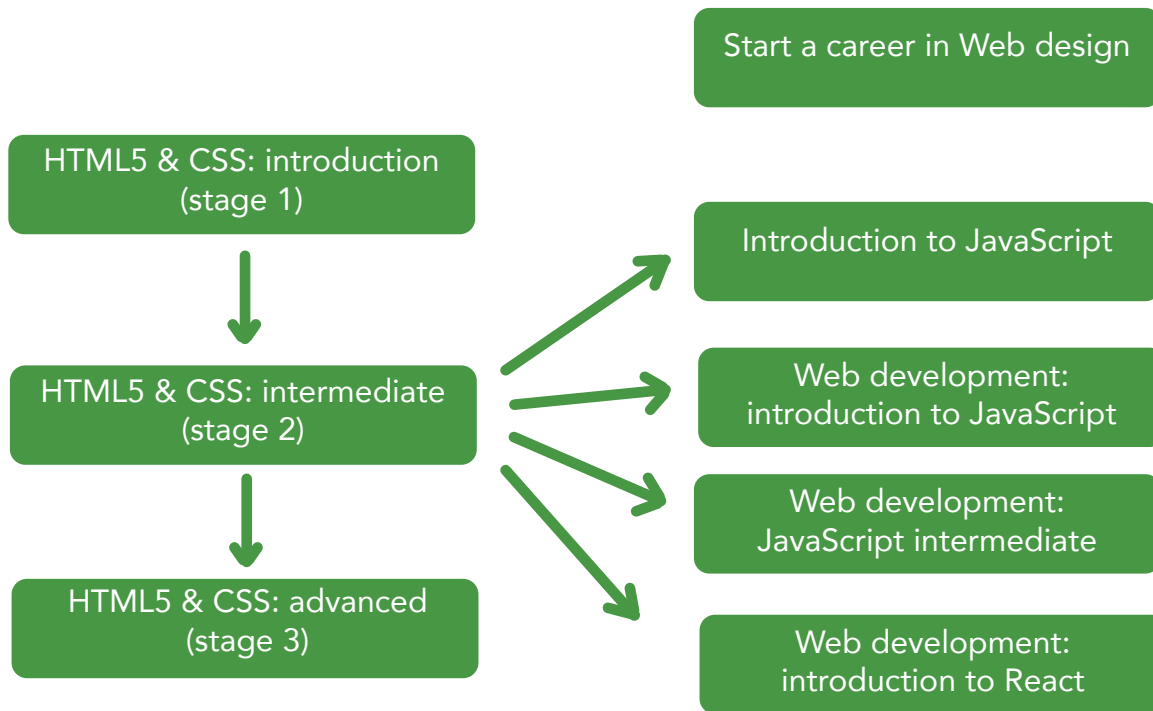 Start a career in Web design
HTML5 & CSS: introduction
(stage 1)
Introduction to JavaScript
HTML5 & CSS: intermediate
(stage 2)
Web development:
introduction to JavaScript
Web development:
JavaScript intermediate
HTML5 & CSS: advanced
(stage 3)
Web development:
introduction to React